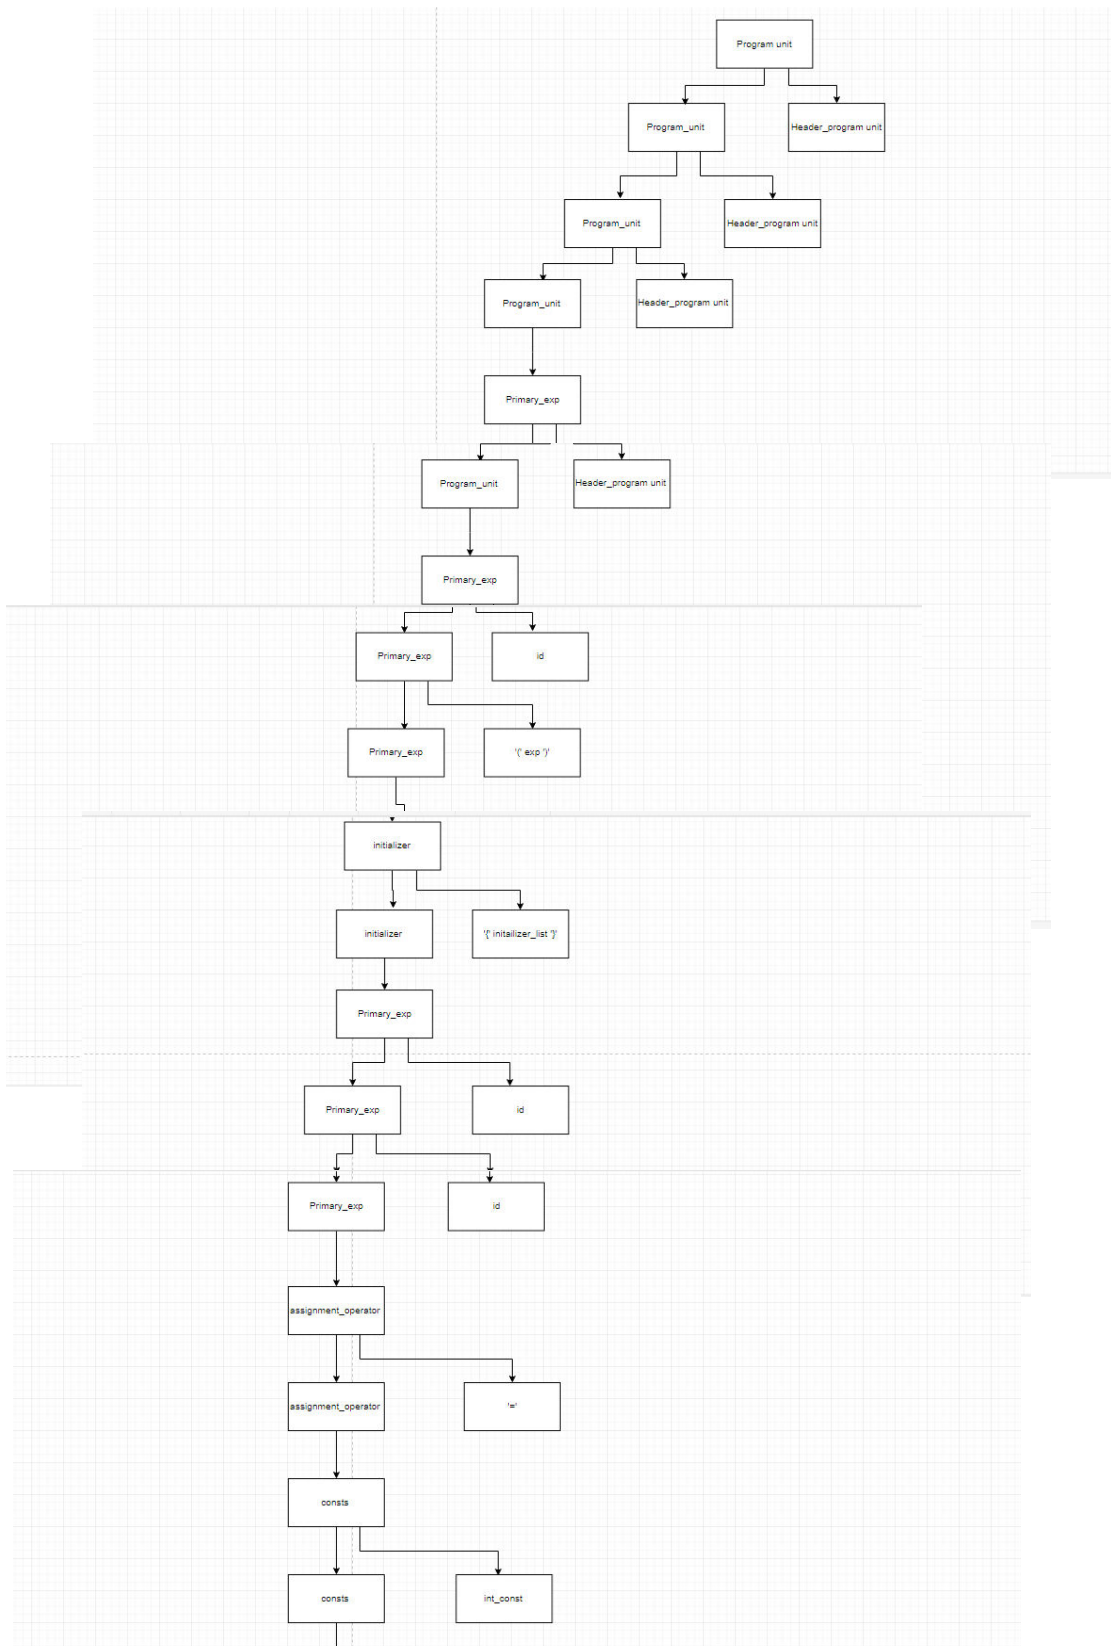 Program unit
Program_unit
Header_program unit
Program_unit
Header_program unit
Program_unit
Header_program unit
Primary_exp
Program_unit
Header_program unit
Primary_exp
Primary_exp
id
Primary_exp
'(' exp ')'
initializer
initializer
'{' initailizer_list '}'
Primary_exp
Primary_exp
id
Primary_exp
id
assignment_operator
assignment_operator
'='
consts
consts
int_const